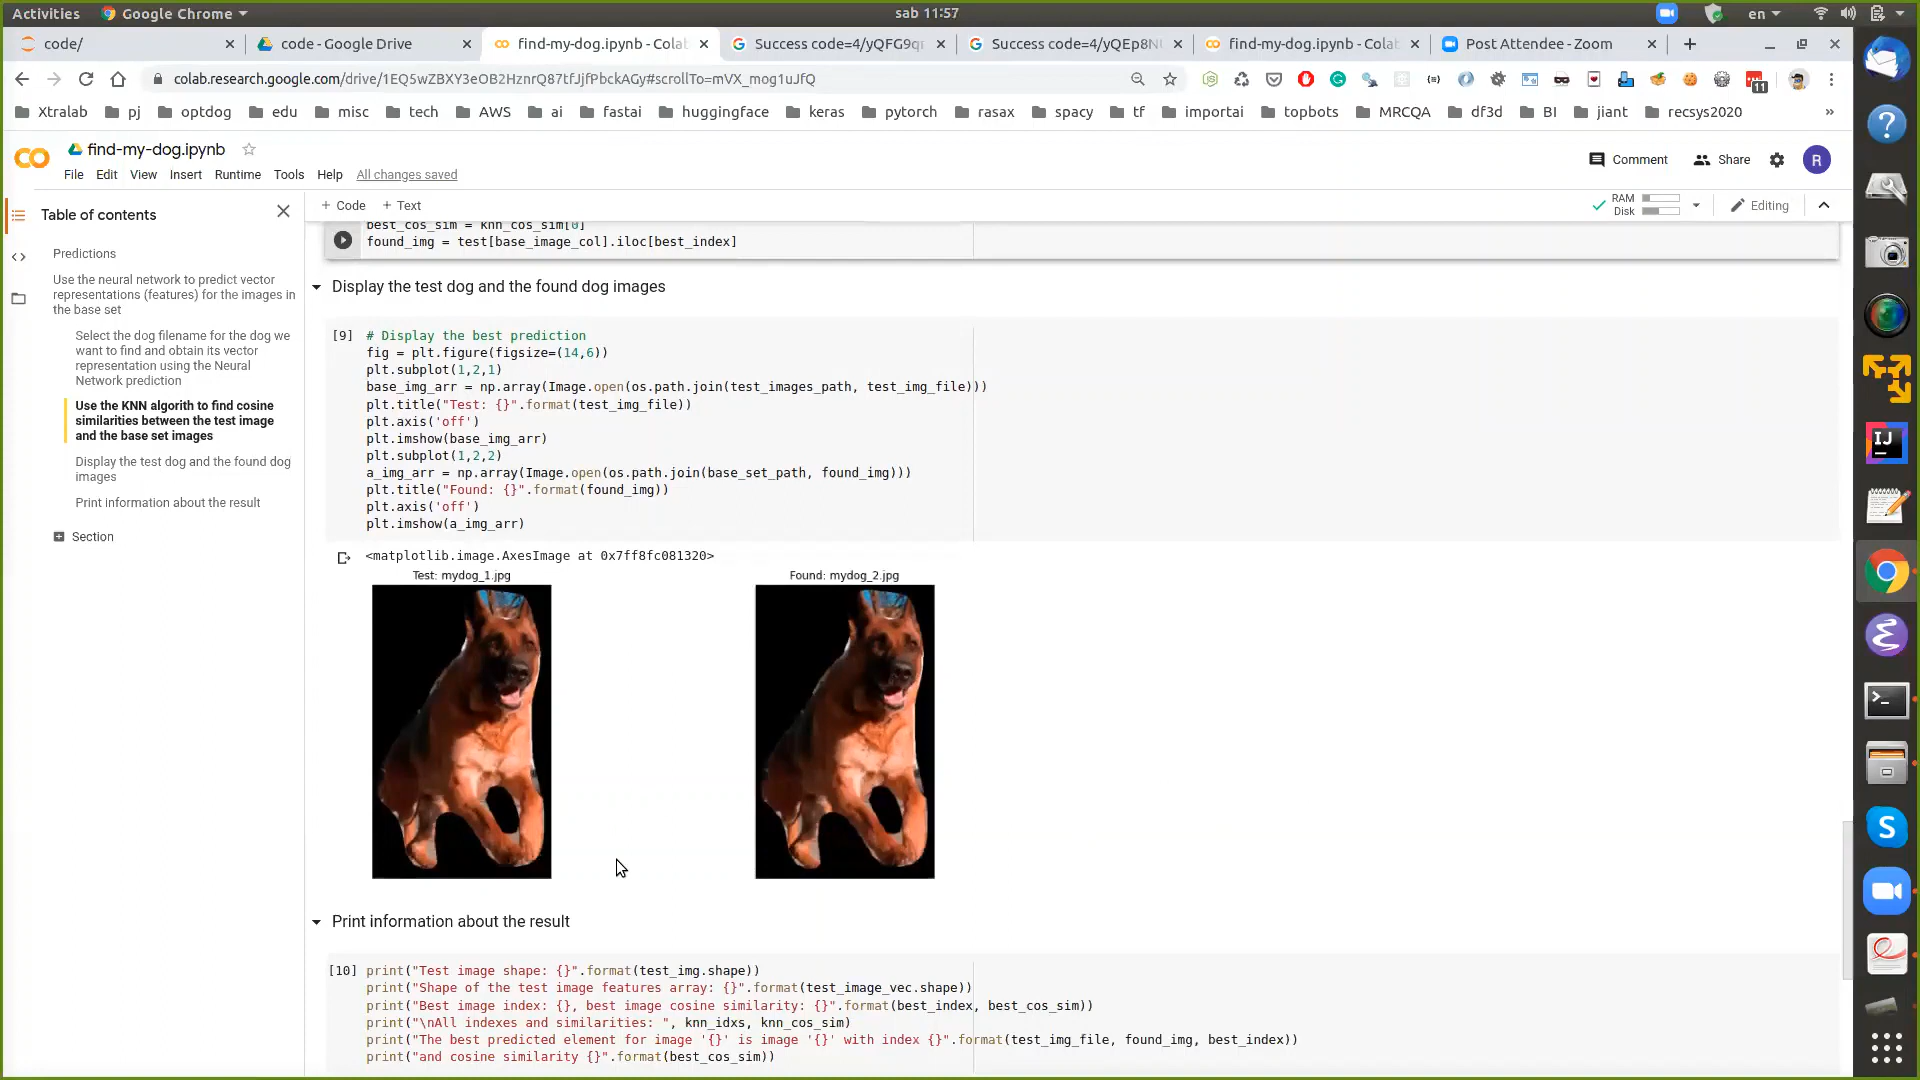 Activities
Google Chrome
sab 11:57
en
code/
code - Google Drive
find-my-dog.ipynb - Colab
Success code=4/yQFG9q
Success code=4/yQEp8N
find-my-dog.ipynb - Colab
Post Attendee - Zoom
colab.research.google.com/drive/1EQ5wZBXY3eOB2HznrQ87tfJjfPbckAGy#scrollTo=mVX_mog1uJfQ
11
Xtralab
pj
optdog
edu
misc
tech
AWS
ai
fastai
huggingface
keras
pytorch
rasax
spacy
tf
importai
topbots
MRCQA
df3d
BI
jiant
recsys2020
»
find-my-dog.ipynb
Comment
Share
R
File Edit View Insert Runtime Tools Help All changes saved
Table of contents
+ Code + Text
RAM
Disk
Editing
Predictions
Use the neural network to predict vector
representations (features) for the images in
the base set
Select the dog filename for the dog we
want to find and obtain its vector
representation using the Neural
Network prediction
Use the KNN algorith to find cosine
similarities between the test image
and the base set images
Display the test dog and the found dog
images
Print information about the result
Section
best_cos_sim = knn_cos_sim[0]
found_img = test[base_image_col].iloc[best_index]
Display the test dog and the found dog images
[9] # Display the best prediction
fig = plt.figure(figsize=(14,6))
plt.subplot(1,2,1)
base_img_arr = np.array(Image.open(os.path.join(test_images_path, test_img_file)))
plt.title("Test: {}".format(test_img_file))
plt.axis('off')
plt.imshow(base_img_arr)
plt.subplot(1,2,2)
a_img_arr = np.array(Image.open(os.path.join(base_set_path, found_img)))
plt.title("Found: {}".format(found_img))
plt.axis('off')
plt.imshow(a_img_arr)
<matplotlib.image.AxesImage at 0x7ff8fc081320>
Test: mydog_1.jpg
Found: mydog_2.jpg
Print information about the result
[10] print("Test image shape: {}".format(test_img.shape))
print("Shape of the test image features array: {}".format(test_image_vec.shape))
print("Best image index: {}, best image cosine similarity: {}".format(best_index, best_cos_sim))
print("\nAll indexes and similarities: ", knn_idxs, knn_cos_sim)
print("The best predicted element for image '{}' is image '{}' with index {}".format(test_img_file, found_img, best_index))
print("and cosine similarity {}".format(best_cos_sim))
IJ